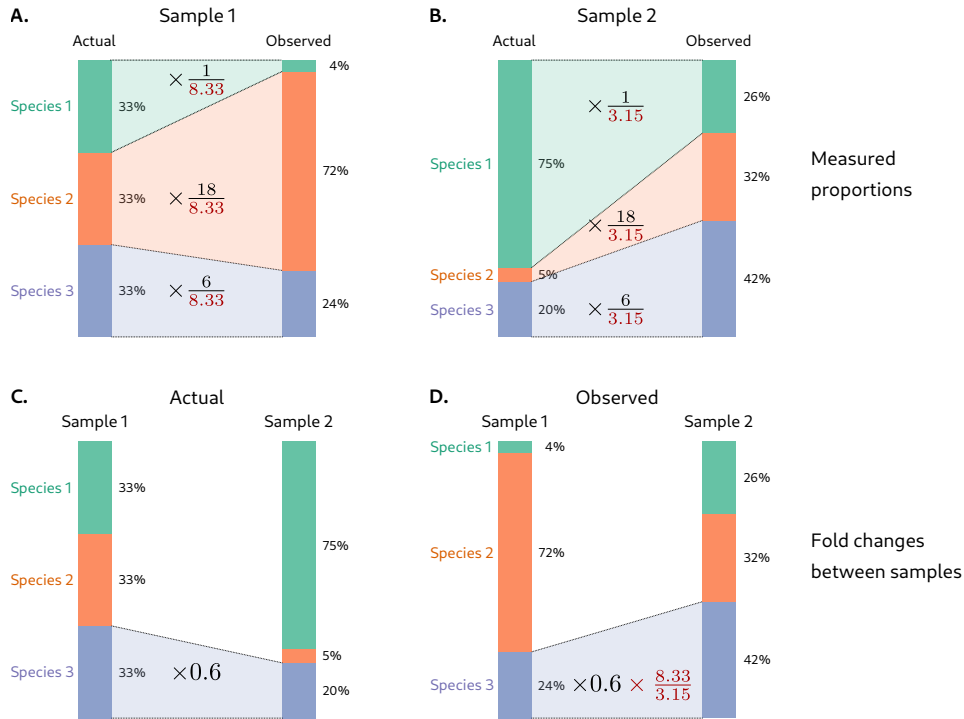 A.
Sample 1
Actual
Observed
Species 1
33%
× 1/8.33
4%
Species 2
33%
× 18/8.33
72%
Species 3
33%
× 6/8.33
24%
B.
Sample 2
Actual
Observed
Species 1
75%
× 1/3.15
26%
Species 2
5%
× 18/3.15
32%
Species 3
20%
× 6/3.15
42%
Measured
proportions
C.
Actual
Sample 1
Sample 2
Species 1
33%
75%
Species 2
33%
5%
Species 3
33%
×0.6
20%
D.
Observed
Sample 1
Sample 2
Species 1
4%
26%
Species 2
72%
32%
Species 3
24%
×0.6 × 8.33/3.15
42%
Fold changes
between samples